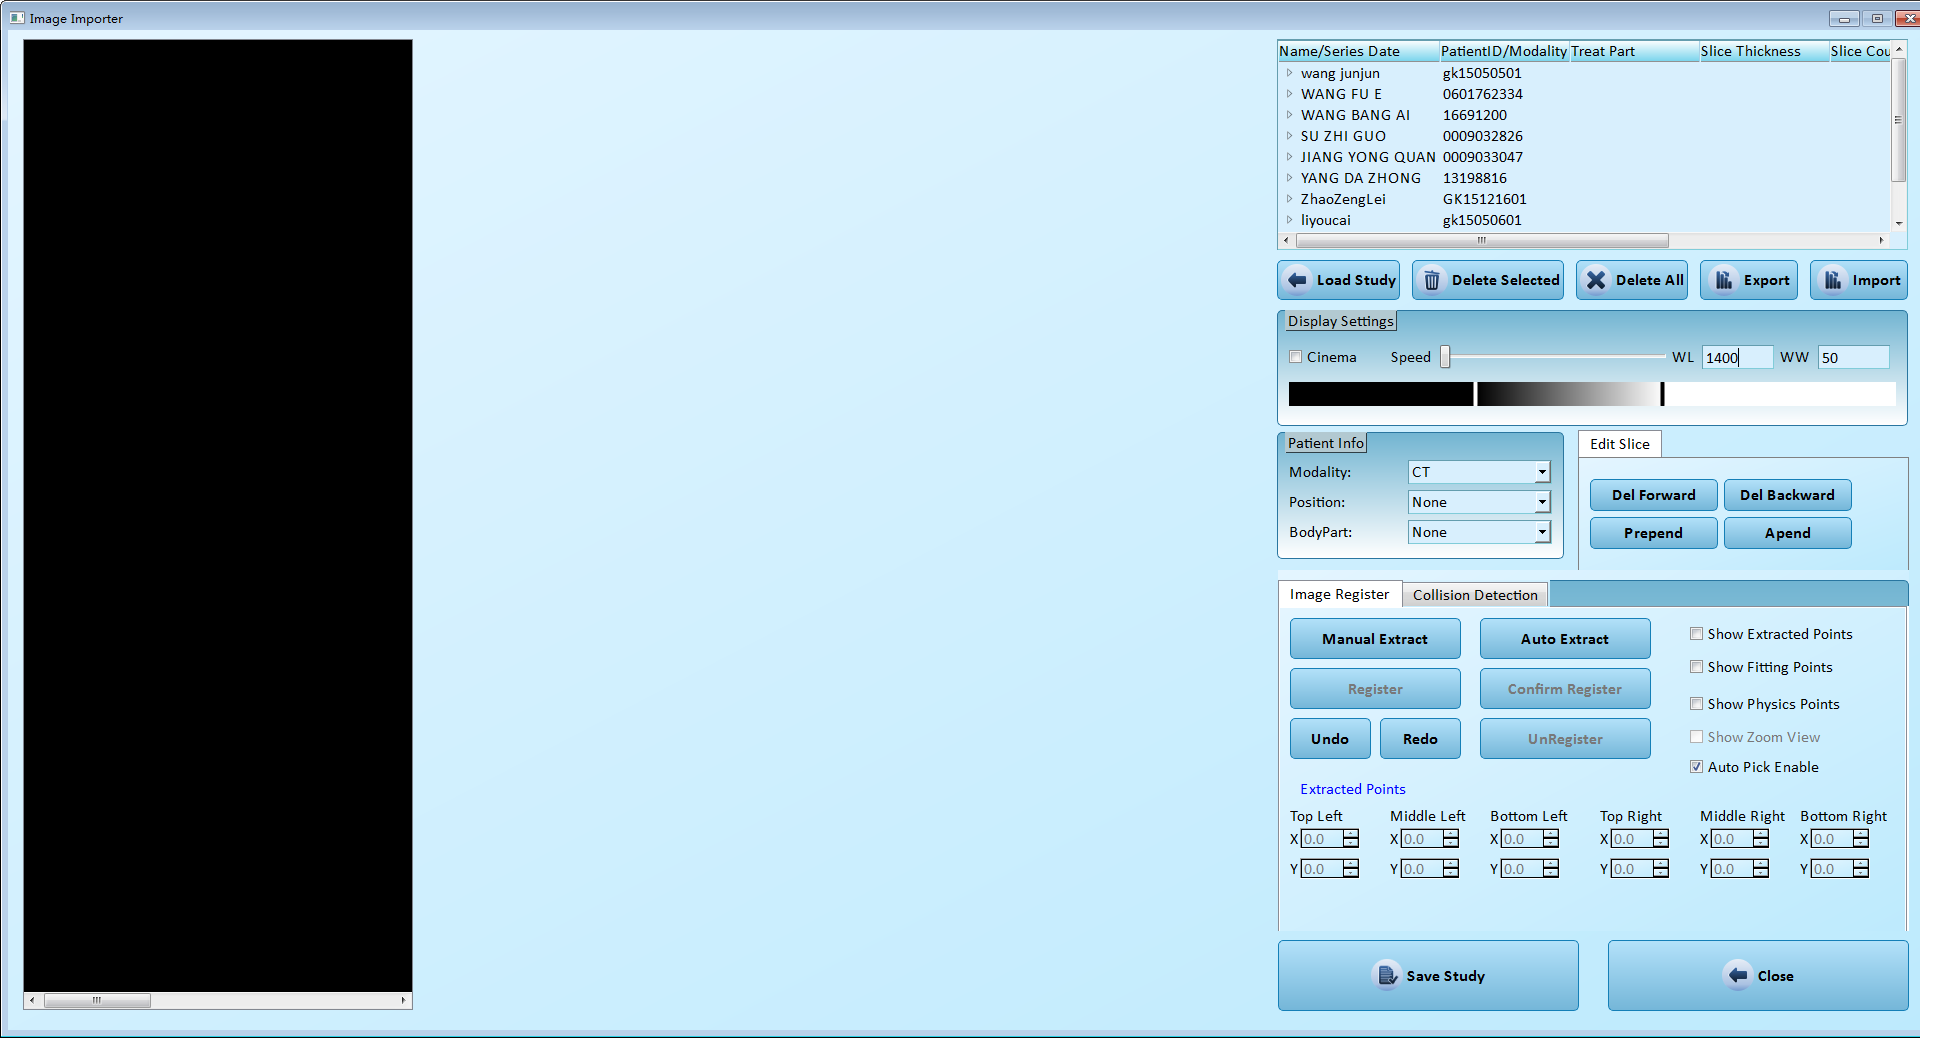 Image Importer
Name/Series Date PatientID/Modality Treat Part Slice Thickness Slice Cou
wang junjun gk15050501
WANG FU E 0601762334
WANG BANG AI 16691200
SU ZHI GUO 0009032826
JIANG YONG QUAN 0009033047
YANG DA ZHONG 13198816
ZhaoZengLei GK15121601
liyoucai gk15050601
Load Study Delete Selected Delete All Export Import
Display Settings
Cinema Speed WL 1400 WW 50
Patient Info
Edit Slice
Modality: CT
Position: None
BodyPart: None
Del Forward Del Backward
Prepend Apend
Image Register Collision Detection
Manual Extract Auto Extract Show Extracted Points
Show Fitting Points
Register Confirm Register
Show Physics Points
Undo Redo UnRegister Show Zoom View
Auto Pick Enable
Extracted Points
Top Left Middle Left Bottom Left Top Right Middle Right Bottom Right
X 0.0 X 0.0 X 0.0 X 0.0 X 0.0 X 0.0
Y 0.0 Y 0.0 Y 0.0 Y 0.0 Y 0.0 Y 0.0
Save Study Close